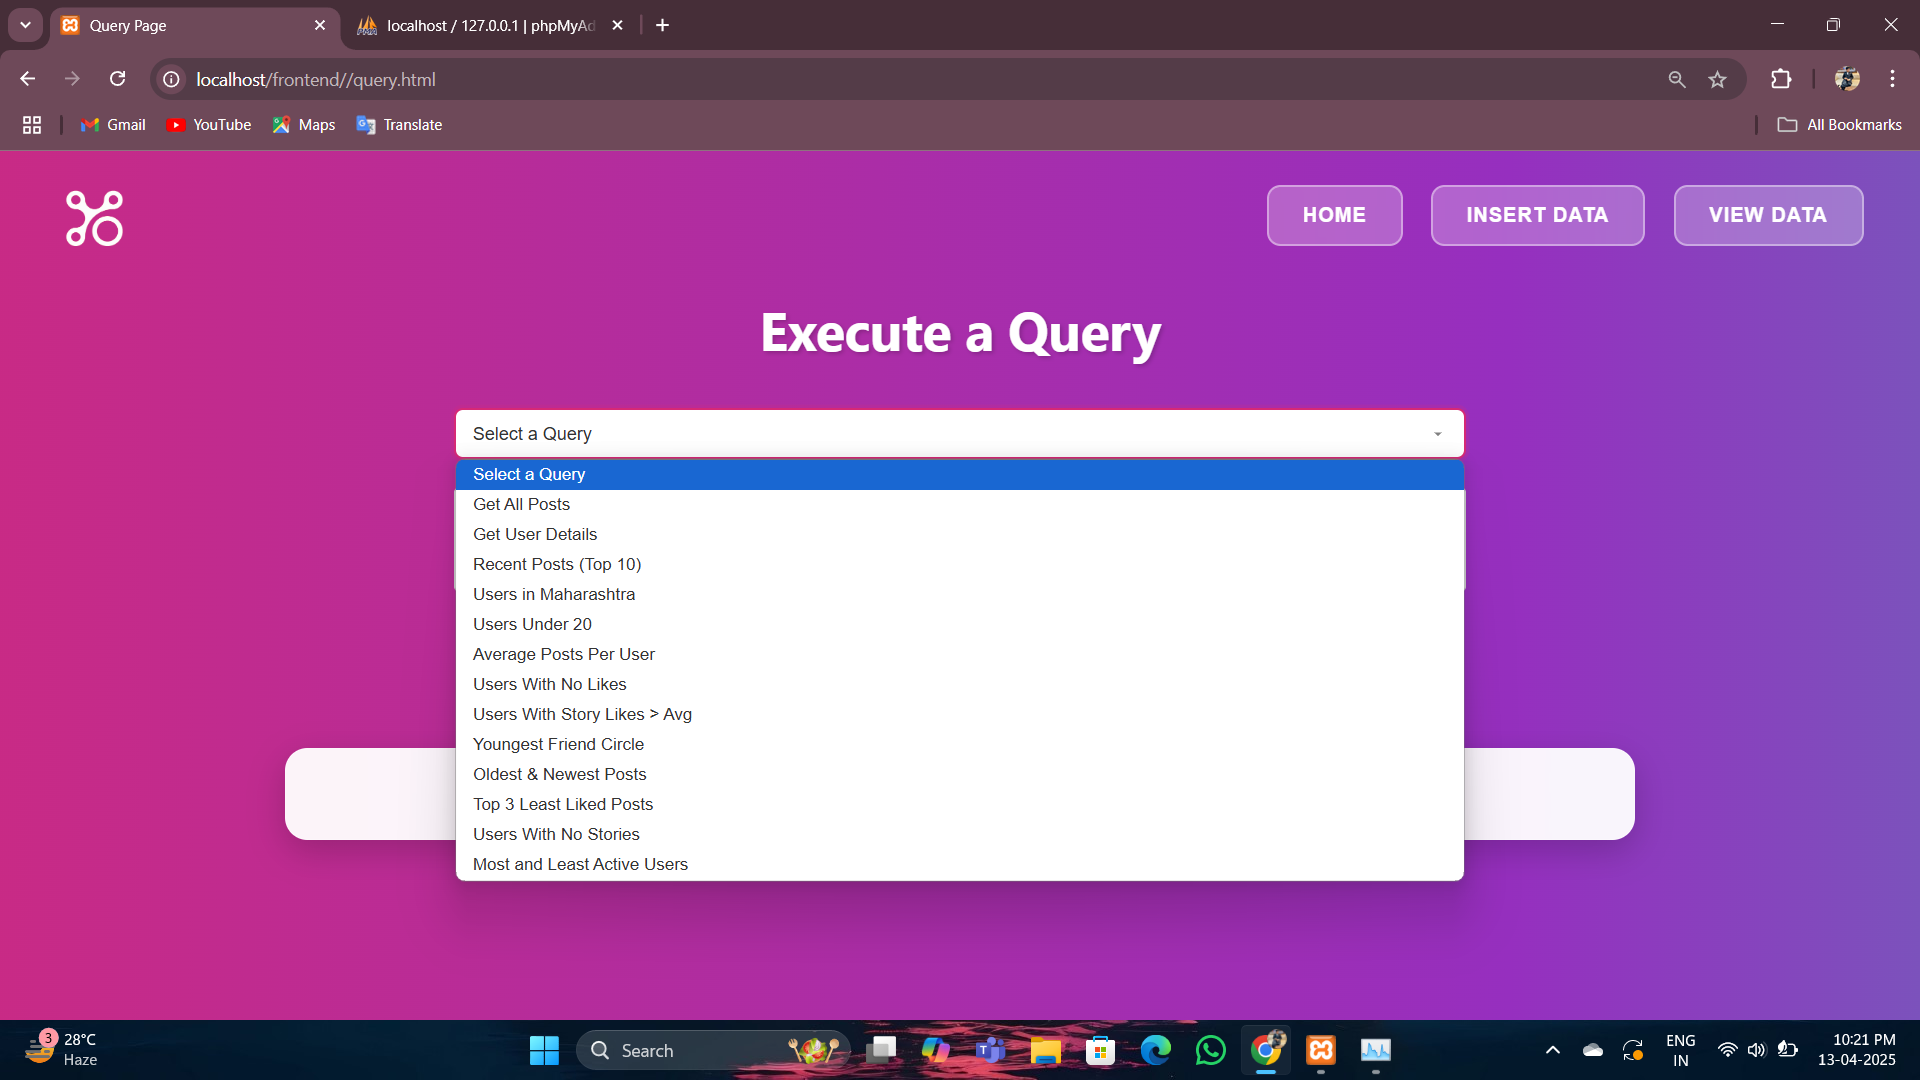 Query Page
localhost / 127.0.0.1 | phpMyAd
localhost/frontend//query.html
Gmail
YouTube
Maps
Translate
All Bookmarks
HOME
INSERT DATA
VIEW DATA
Execute a Query
Select a Query
Select a Query
Get All Posts
Get User Details
Recent Posts (Top 10)
Users in Maharashtra
Users Under 20
Average Posts Per User
Users With No Likes
Users With Story Likes > Avg
Youngest Friend Circle
Oldest & Newest Posts
Top 3 Least Liked Posts
Users With No Stories
Most and Least Active Users
3
28°C
Haze
Search
ENG
IN
10:21 PM
13-04-2025